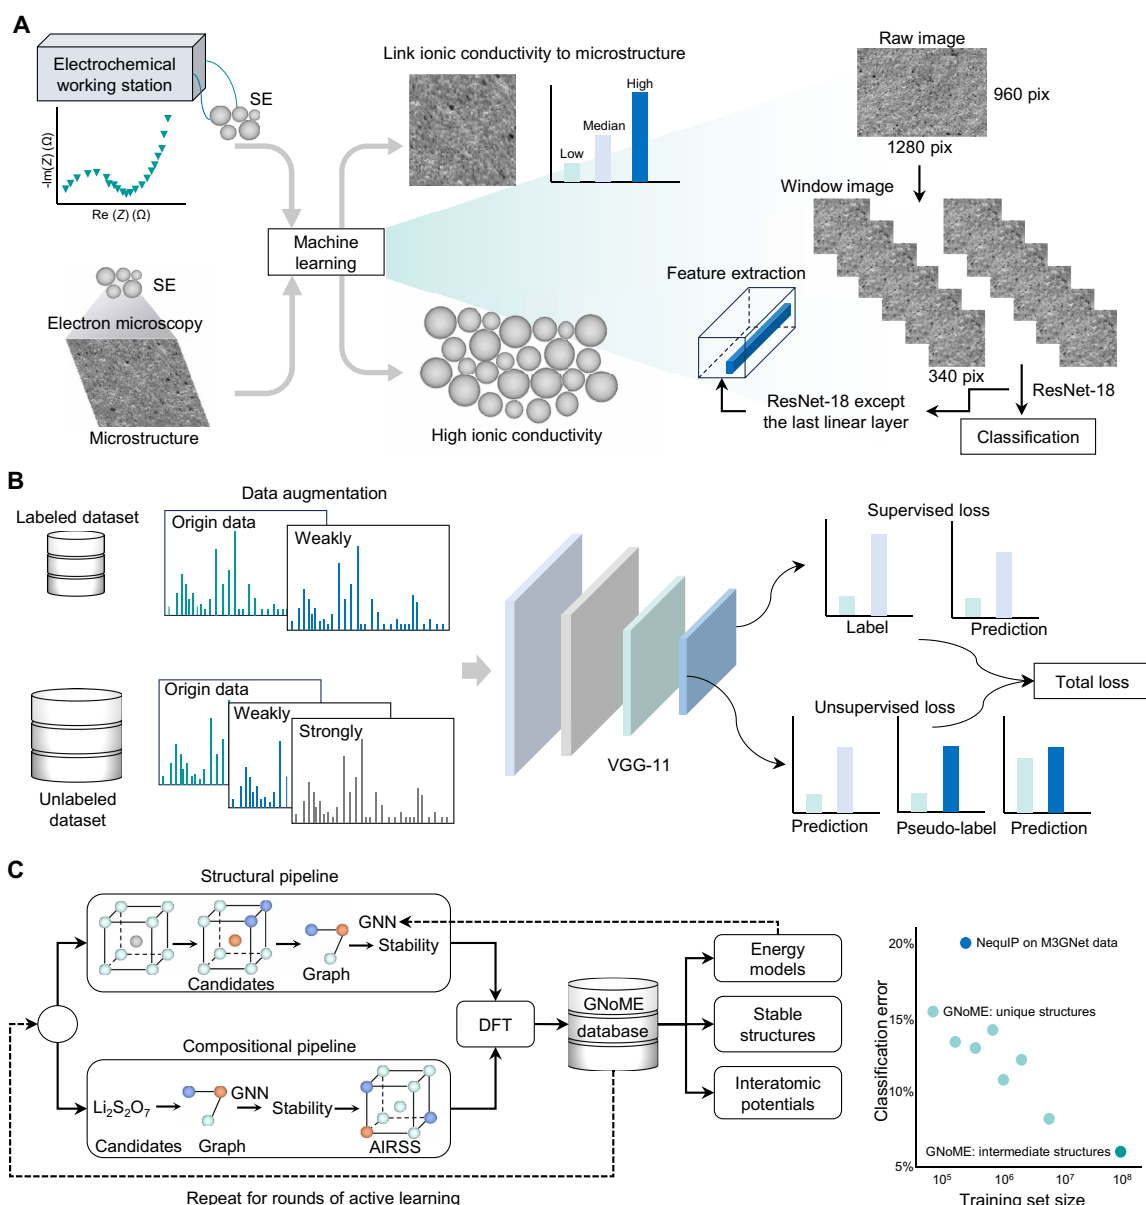 A
Electrochemical
working station
SE
-Im(Z) (Ω)
Re (Z) (Ω)
SE
Electron microscopy
Microstructure
Machine
learning
Link ionic conductivity to microstructure
Low
Median
High
High ionic conductivity
Raw image
960 pix
1280 pix
Window image
Feature extraction
340 pix
ResNet-18
ResNet-18 except
the last linear layer
Classification
B
Data augmentation
Labeled dataset
Origin data
Weakly
Unlabeled
dataset
Origin data
Weakly
Strongly
VGG-11
Supervised loss
Label
Prediction
Total loss
Unsupervised loss
Prediction
Pseudo-label
Prediction
C
Structural pipeline
Candidates
Graph
GNN
Stability
Compositional pipeline
Li₂S₂O₇
Candidates
Graph
GNN
Stability
AIRSS
DFT
GNoME
database
Energy
models
Stable
structures
Interatomic
potentials
Repeat for rounds of active learning
Classification error
20%
15%
10%
5%
NequIP on M3GNet data
GNoME: unique structures
GNoME: intermediate structures
10⁵
10⁶
10⁷
10⁸
Training set size